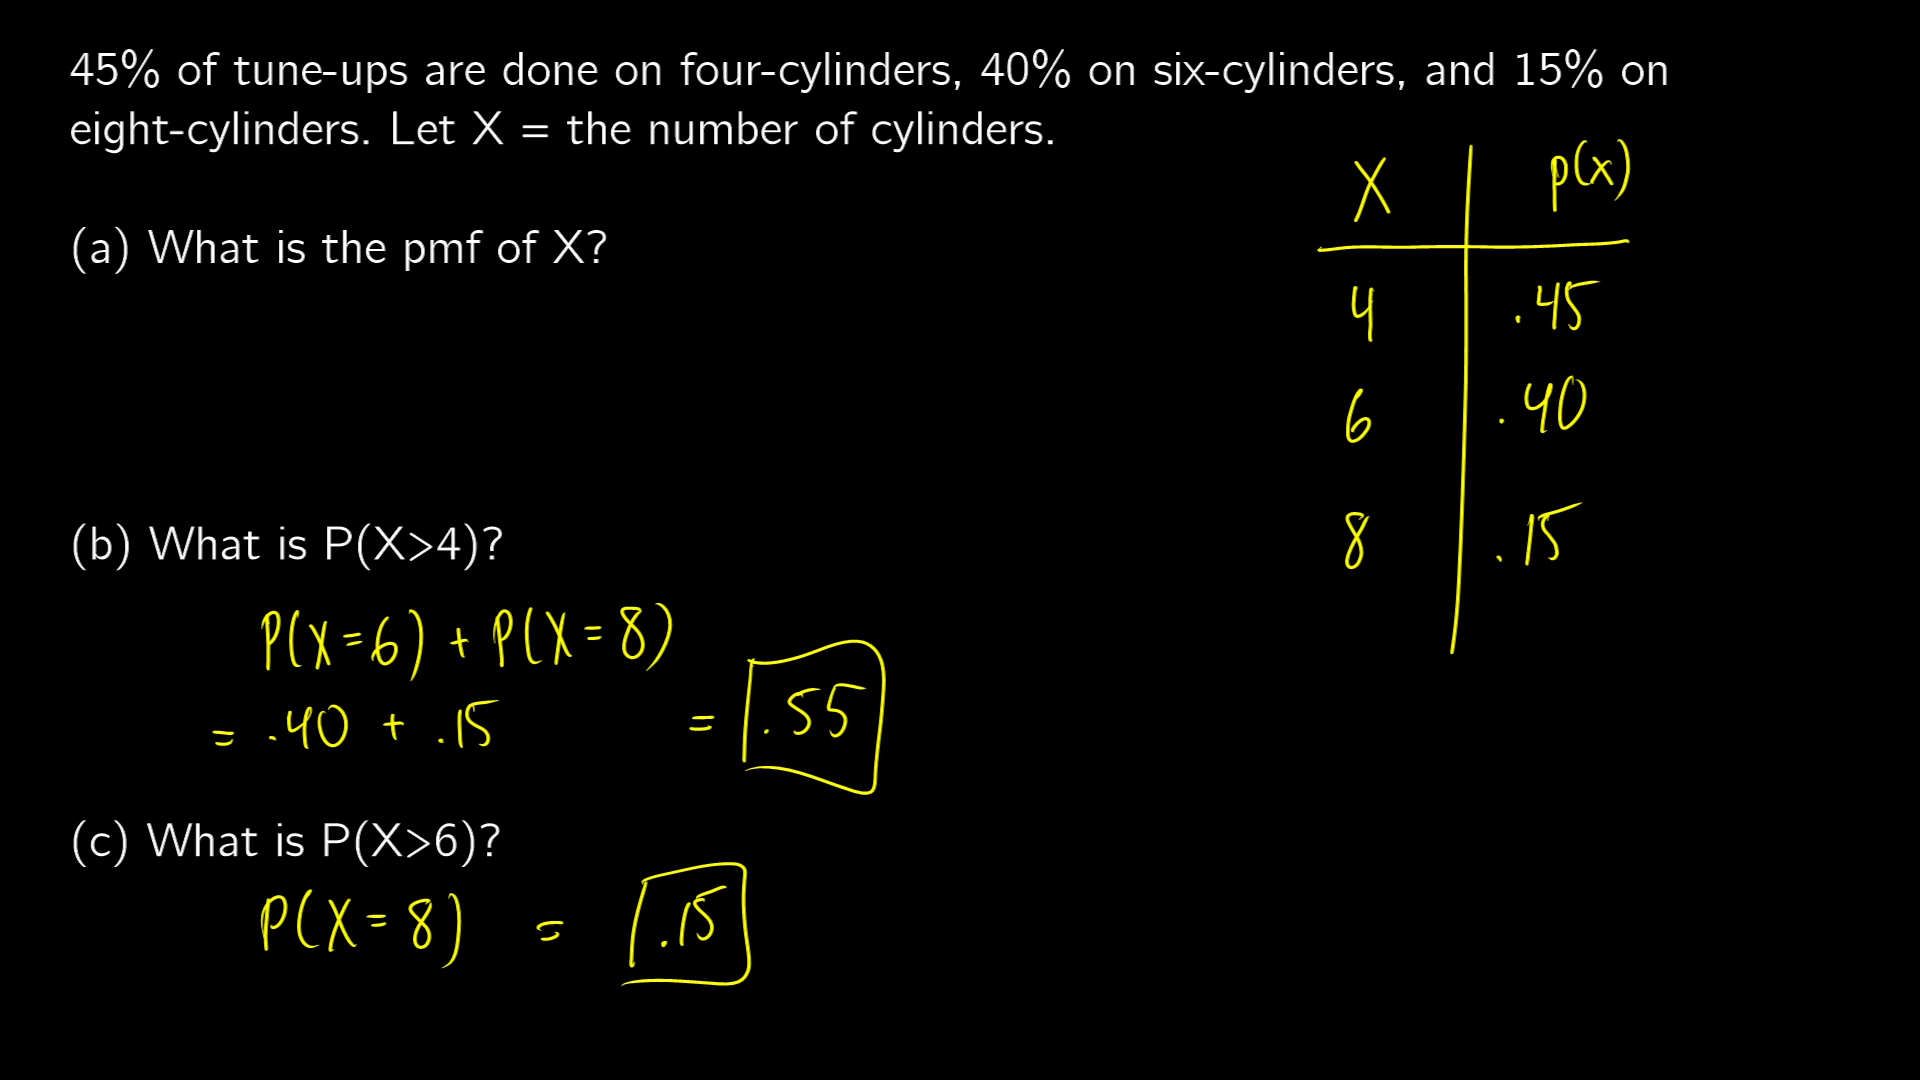 45% of tune-ups are done on four-cylinders, 40% on six-cylinders, and 15% on
eight-cylinders. Let X = the number of cylinders.
X p(x)
4 .45
6 .40
8 .15
(a) What is the pmf of X?
(b) What is P(X>4)?
P(X=6) + P(X=8)
= .40 + .15 = .55
(c) What is P(X>6)?
P(X=8) = .15